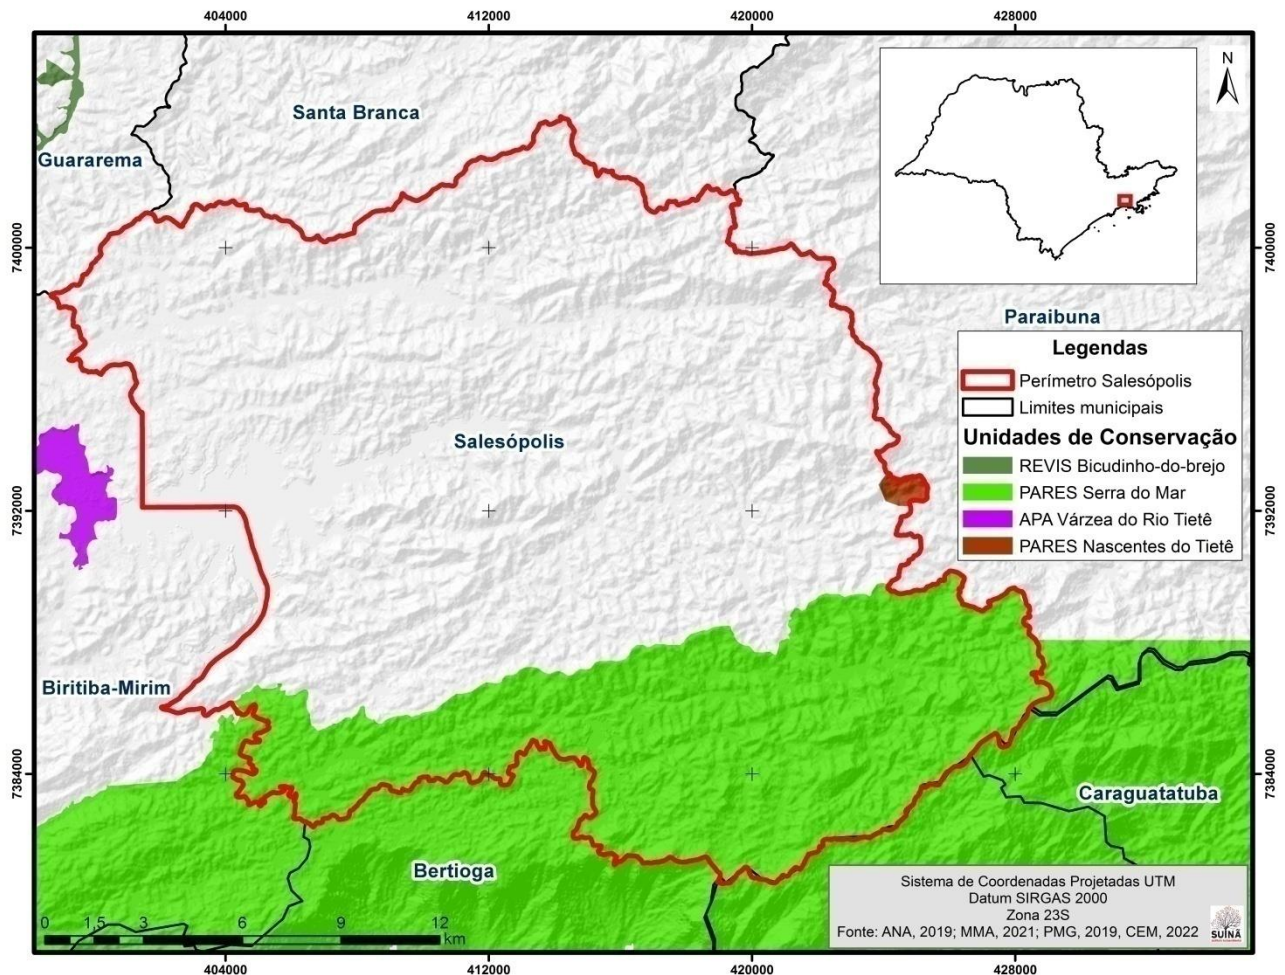 404000 412000 420000 428000
N
Santa Branca
Guararema
7400000 7400000
Paraibuna
Legendas
Perímetro Salesópolis
Limites municipais
Unidades de Conservação
REVIS Bicudinho-do-brejo
PARES Serra do Mar
APA Várzea do Rio Tietê
PARES Nascentes do Tietê
Salesópolis
7392000 7392000
Biritiba-Mirim
7384000 7384000
Caraguatatuba
Bertioga
Sistema de Coordenadas Projetadas UTM
Datum SIRGAS 2000
Zona 23S
Fonte: ANA, 2019; MMA, 2021; PMG, 2019, CEM, 2022
SUINÃ
0 1,5 3 6 9 12
km
404000 412000 420000 428000